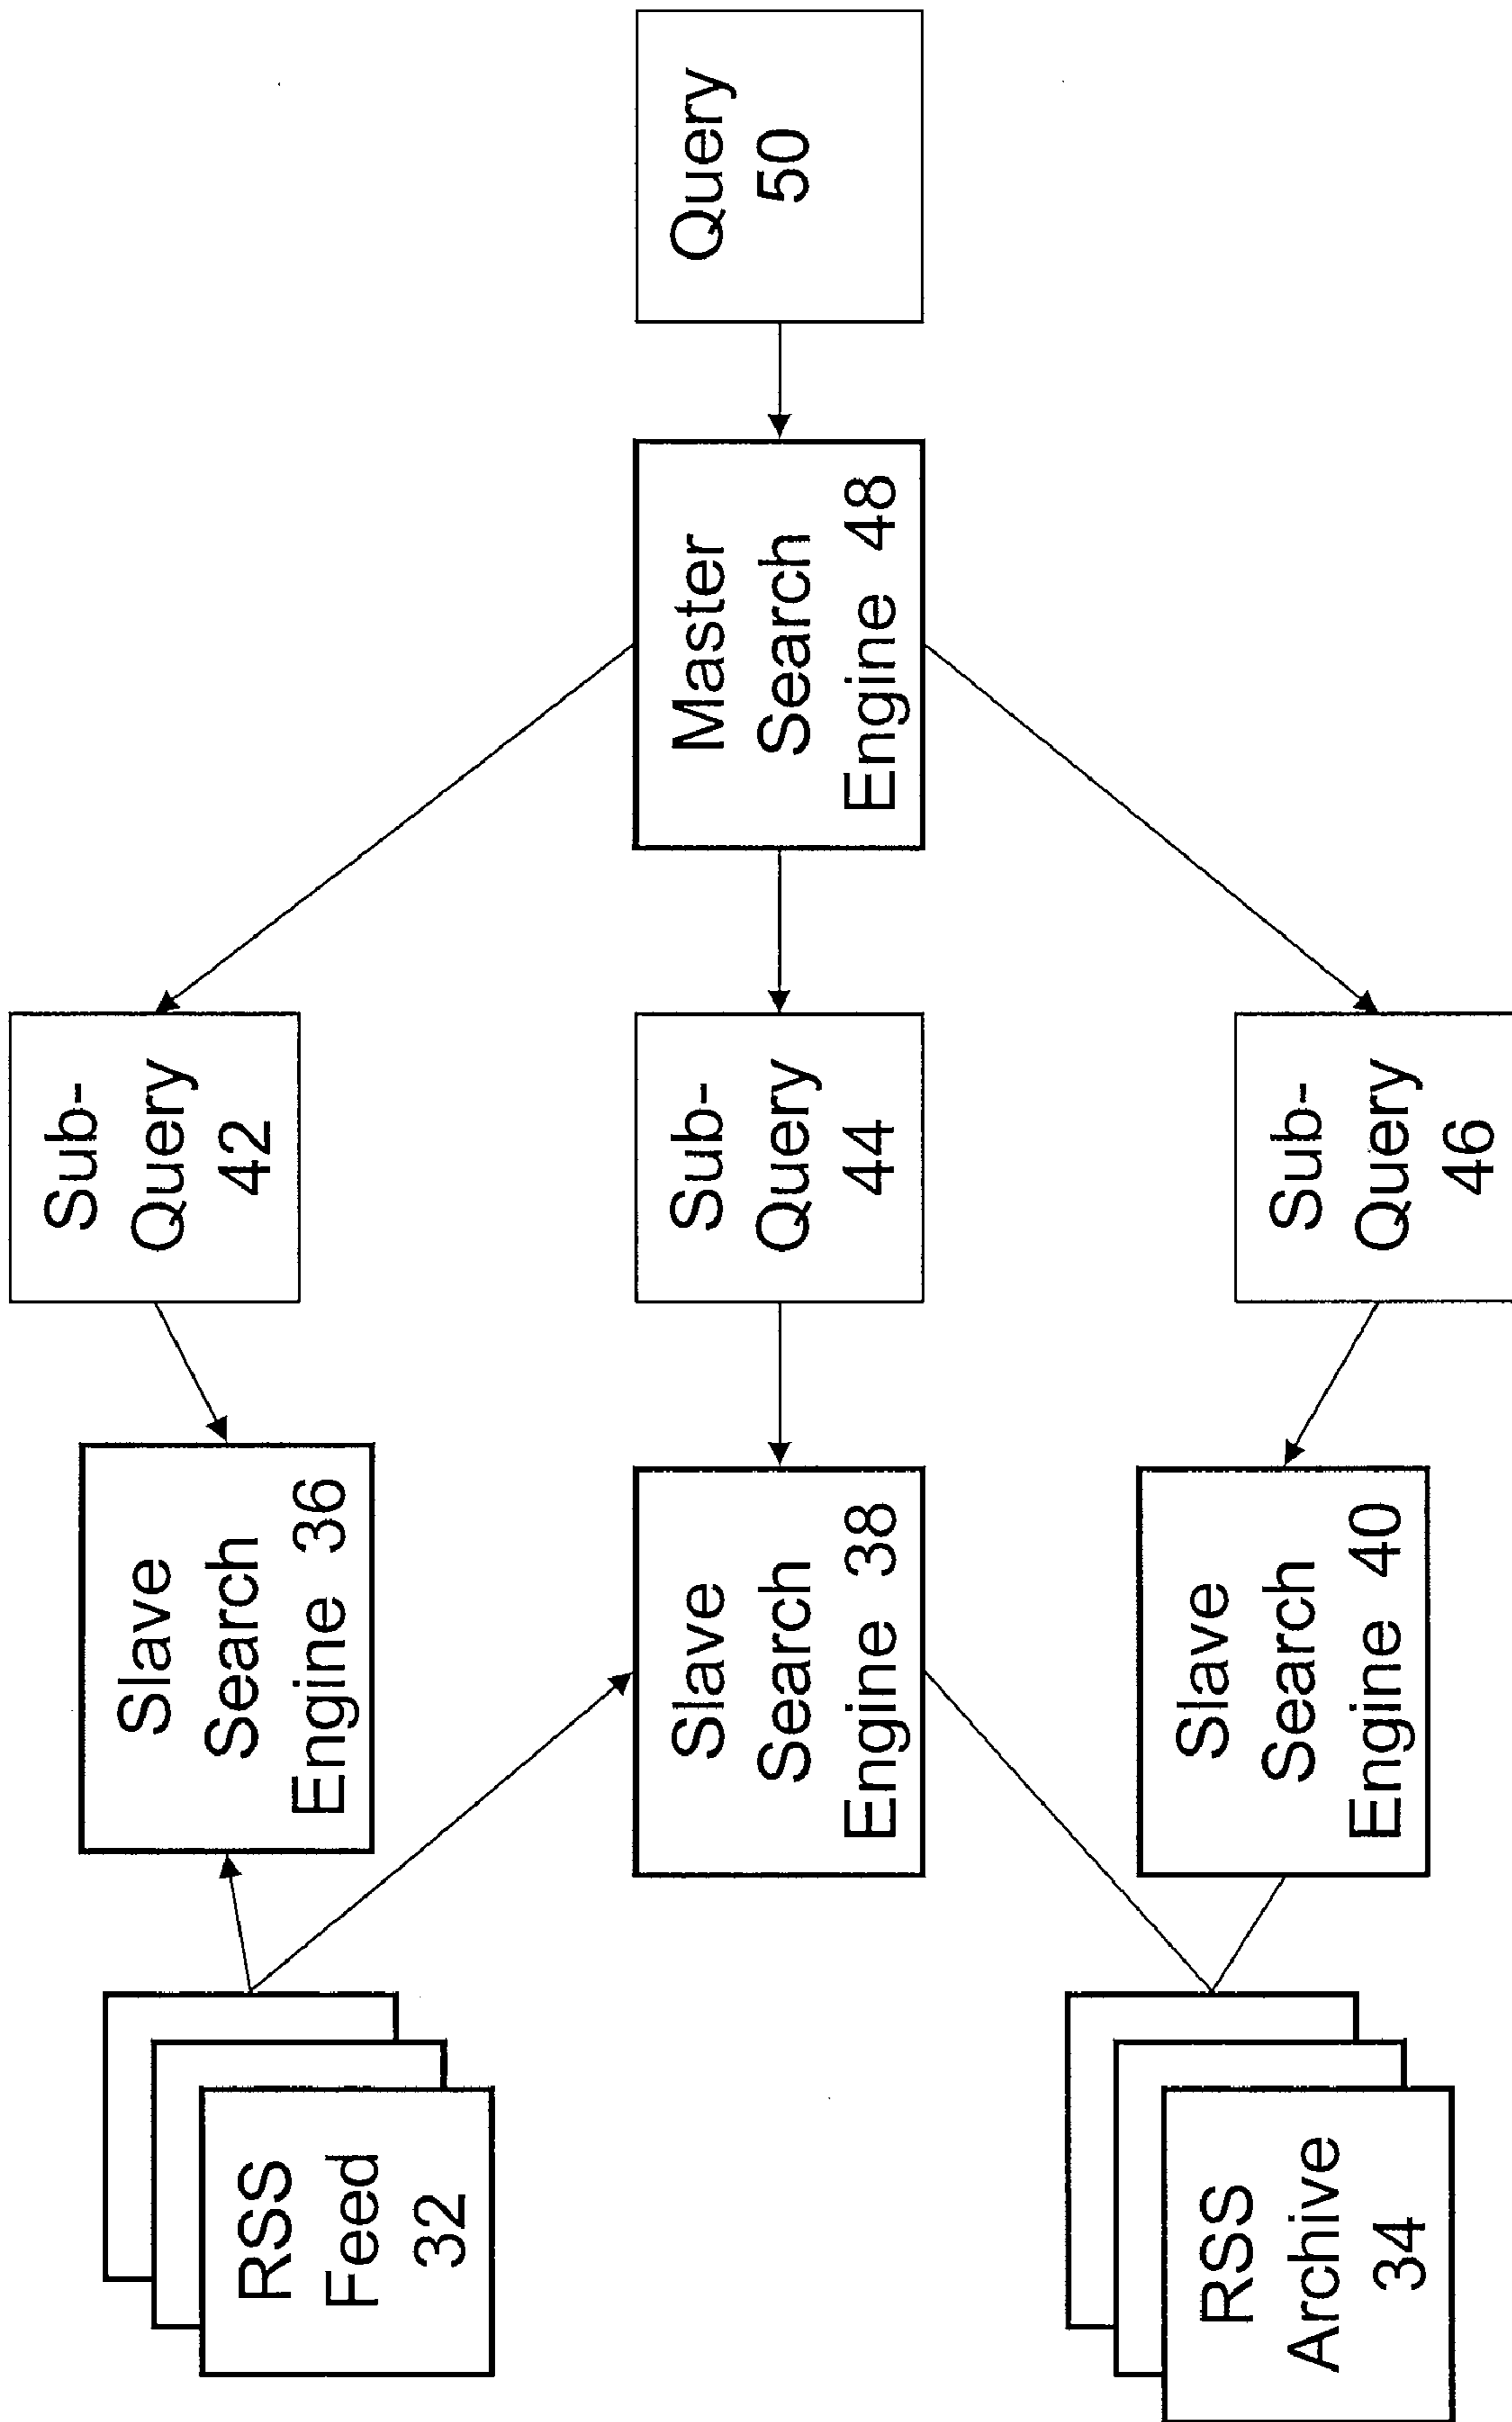 RSS
Feed
32
Slave
Search
Engine 36
Sub-
Query
42
Slave
Search
Engine 38
Sub-
Query
44
Master
Search
Engine 48
Query
50
RSS
Archive
34
Slave
Search
Engine 40
Sub-
Query
46